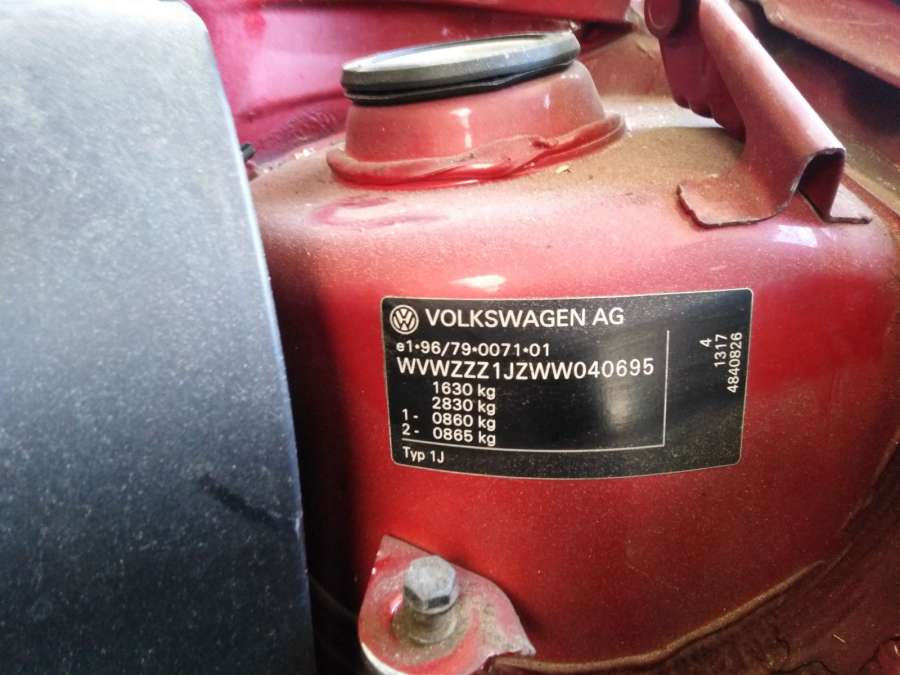 VOLKSWAGEN AG
e1*96/79*0071*01
WVWZZZ1JZWW040695
1630 kg
2830 kg
1- 0860 kg
2- 0865 kg
Typ 1J
4
1317
4840826